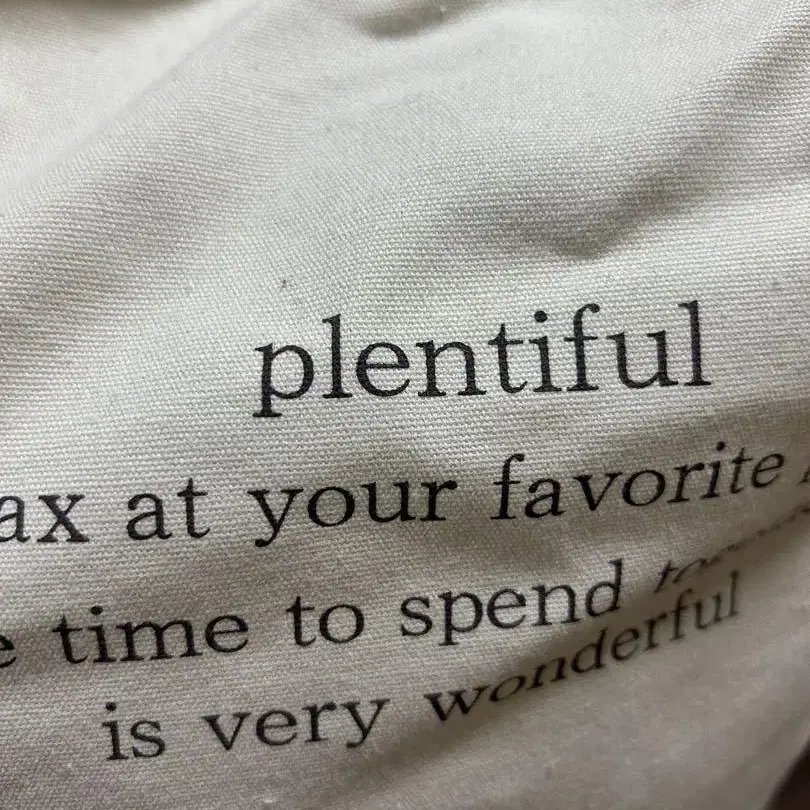 plentiful
ax at your favorite
e time to spend
is very wonderful